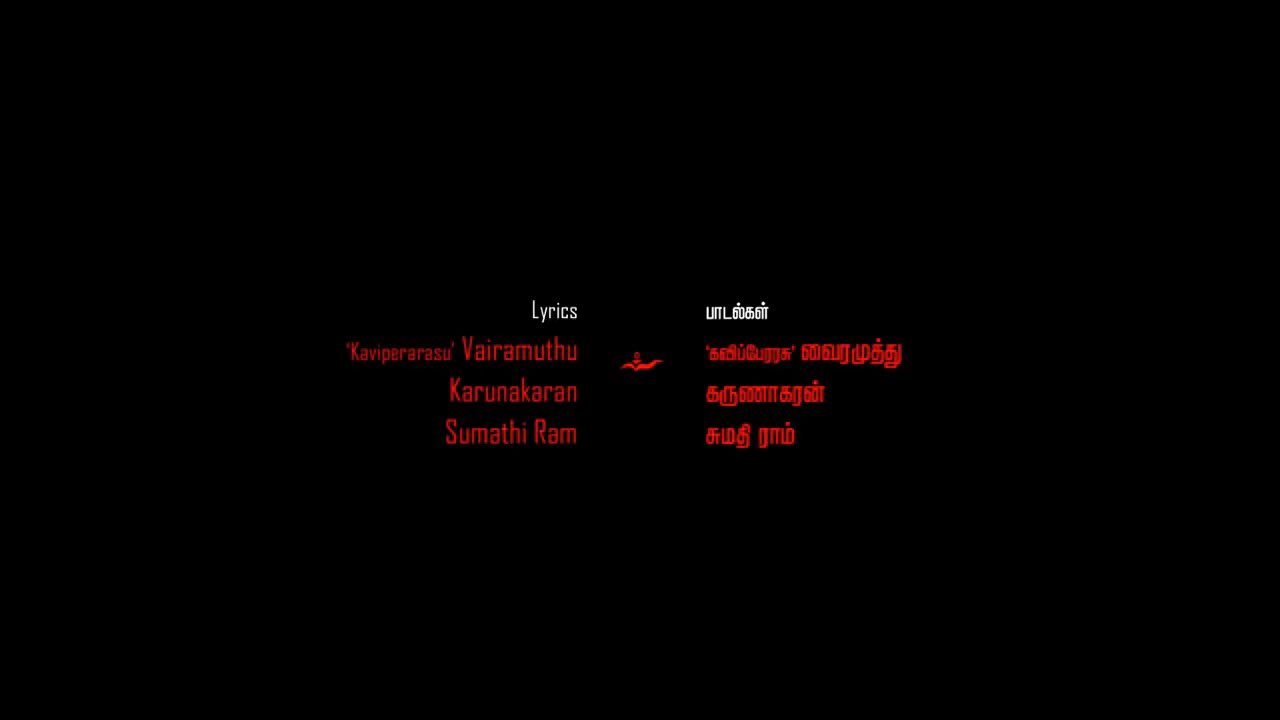 Lyrics
'Kaviperarasu' Vairamuthu
Karunakaran
Sumathi Ram
பாடல்கள்
'கவிப்பேரரசு' வைரமுத்து
கருணாகரன்
சுமதி ராம்